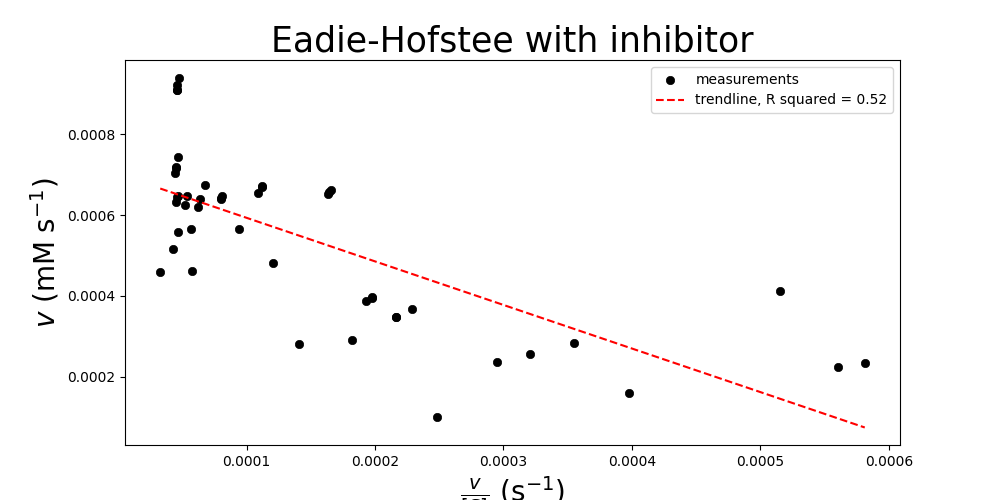 Eadie-Hofstee with inhibitor
measurements
trendline, R squared = 0.52
v (mM s⁻¹)
0.0008
0.0006
0.0004
0.0002
0.0001 0.0002 0.0003 0.0004 0.0005 0.0006
v (s⁻¹)